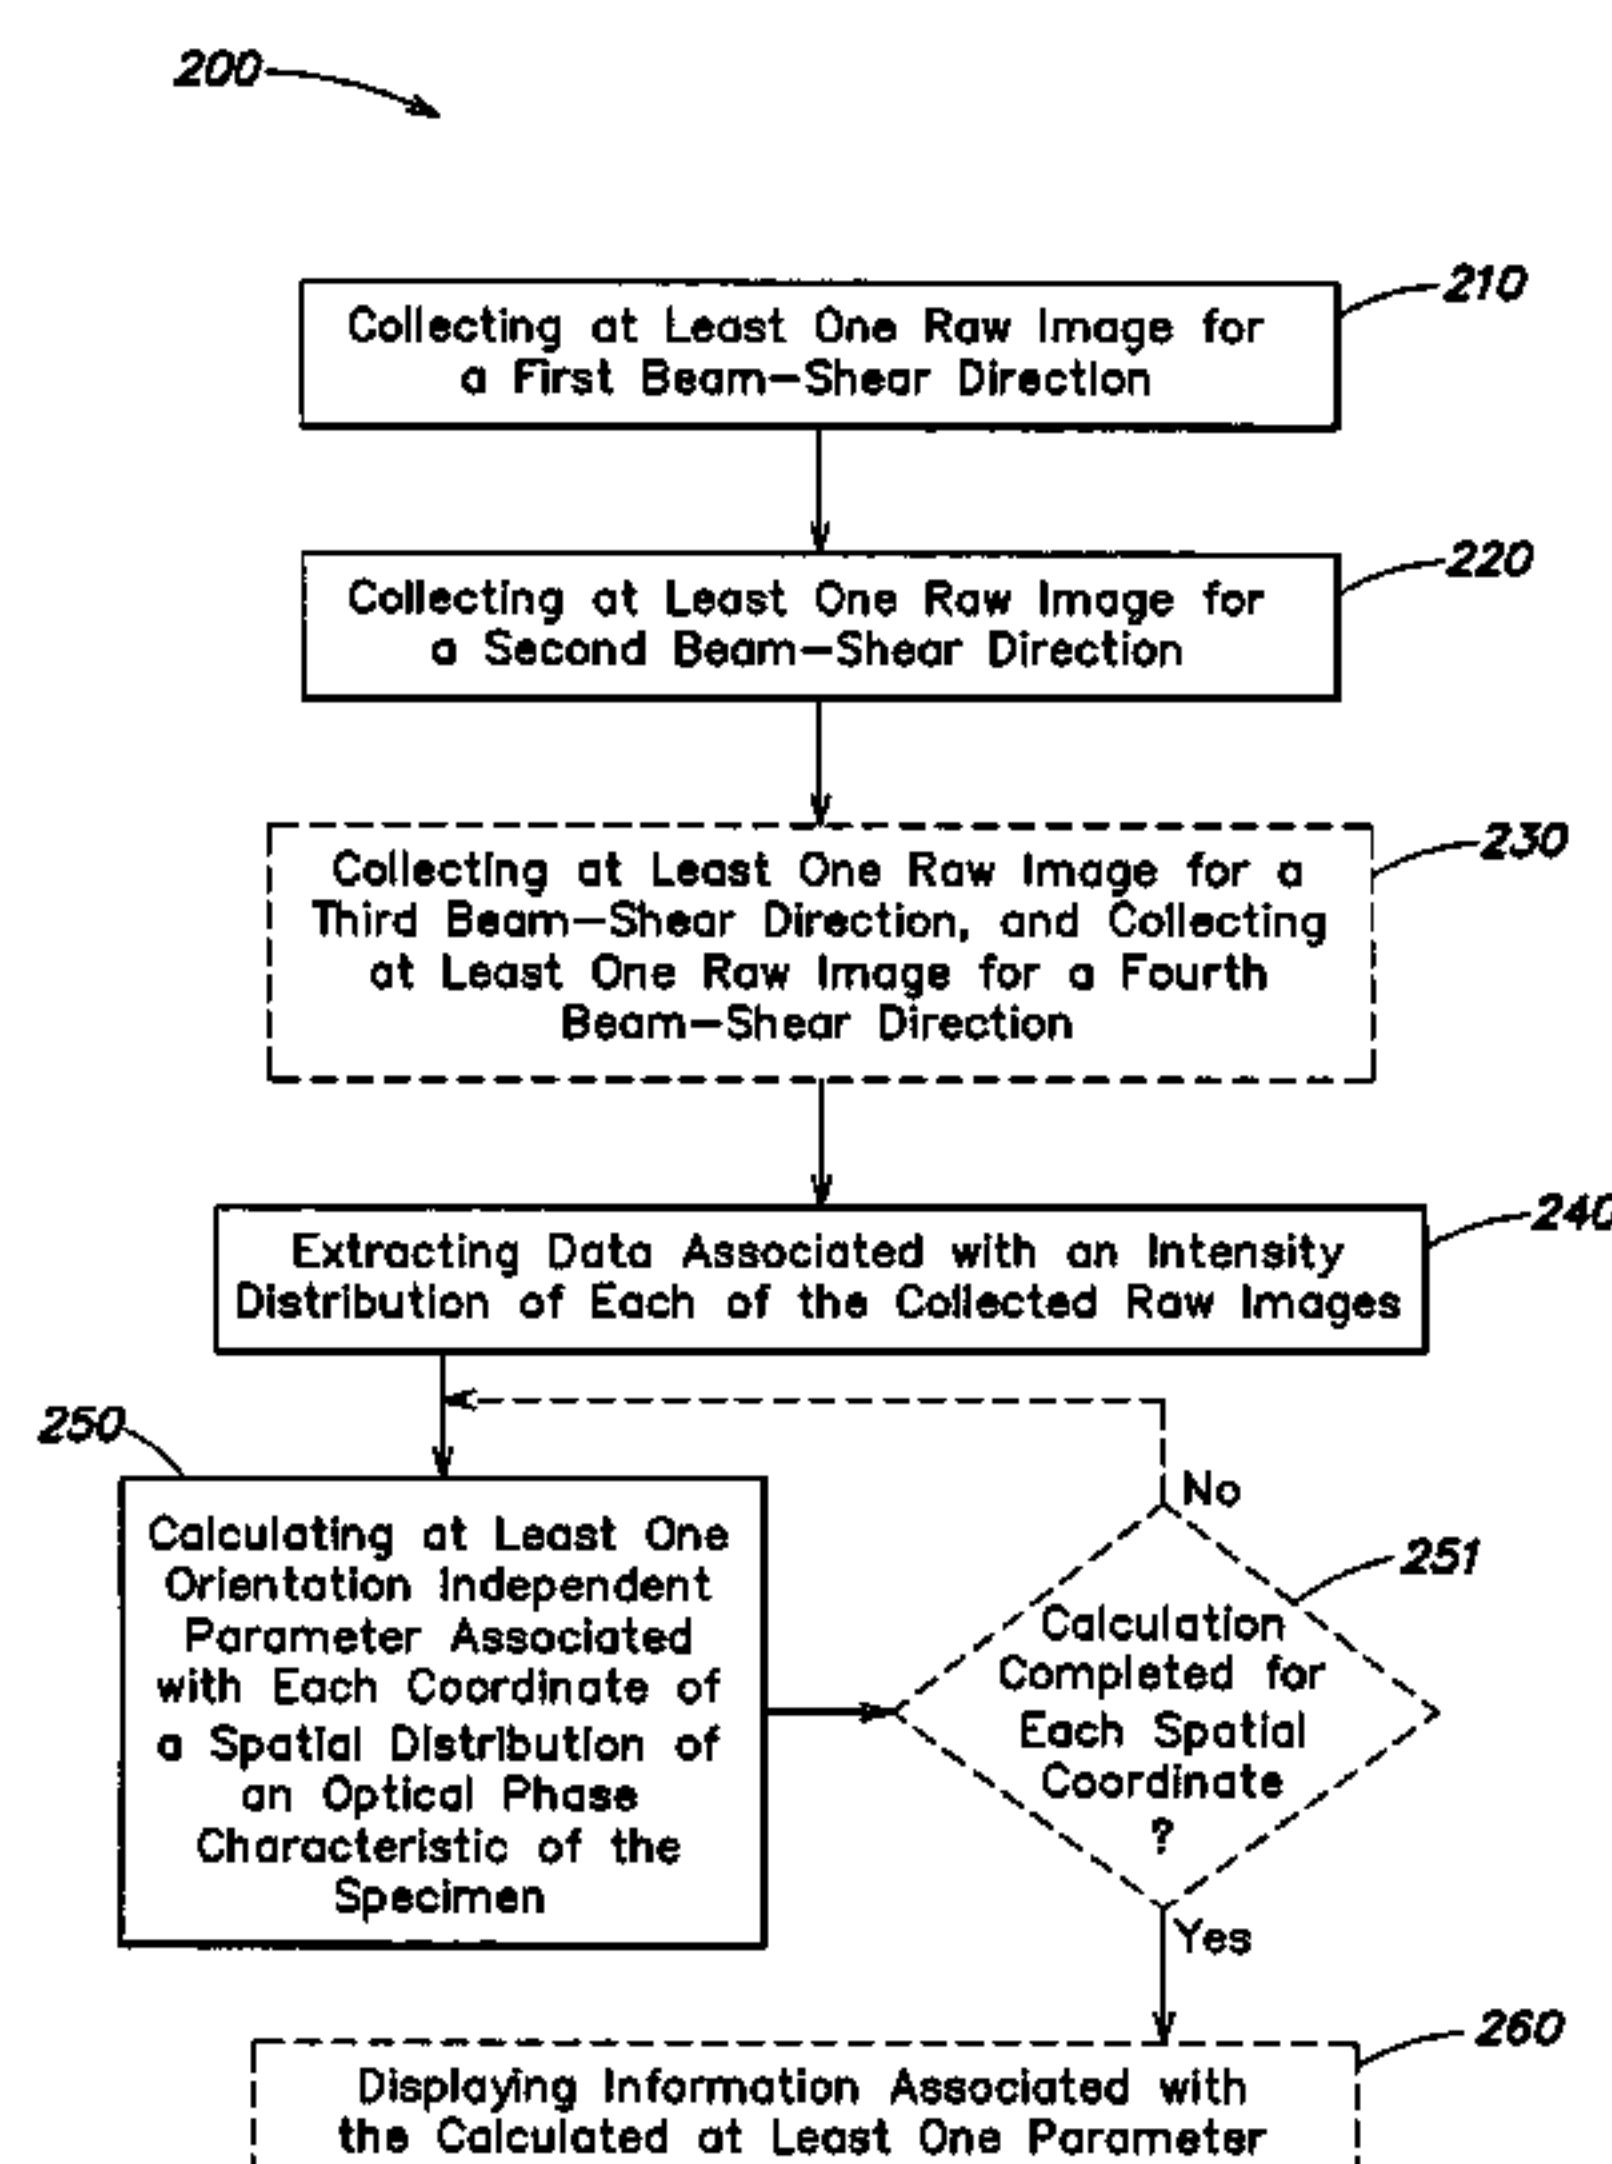 200
210
Collecting at Least One Raw Image for
a First Beam-Shear Direction
220
Collecting at Least One Raw Image for
a Second Beam-Shear Direction
230
Collecting at Least One Raw Image for a
Third Beam-Shear Direction, and Collecting
at Least One Raw Image for a Fourth
Beam-Shear Direction
240
Extracting Data Associated with an Intensity
Distribution of Each of the Collected Raw Images
250
Calculating at Least One
Orientation Independent
Parameter Associated
with Each Coordinate of
a Spatial Distribution of
an Optical Phase
Characteristic of the
Specimen
No
251
Calculation
Completed for
Each Spatial
Coordinate
?
Yes
260
Displaying Information Associated with
the Calculated at Least One Parameter